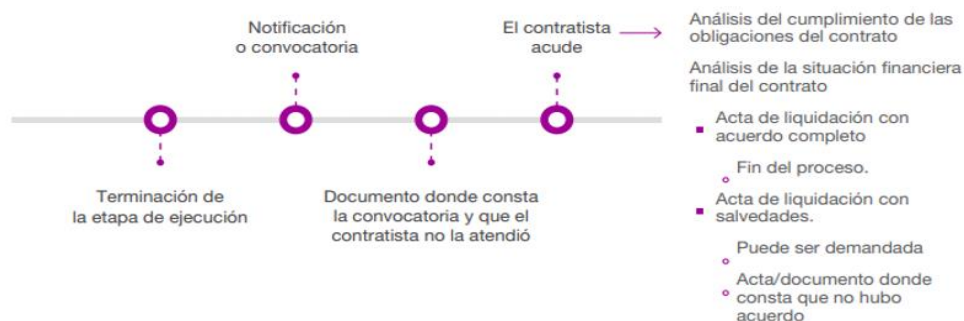 Notificación
o convocatoria
El contratista
acude
Terminación de
la etapa de ejecución
Documento donde consta
la convocatoria y que el
contratista no la atendió
Análisis del cumplimiento de las
obligaciones del contrato
Análisis de la situación financiera
final del contrato
Acta de liquidación con
acuerdo completo
Fin del proceso.
Acta de liquidación con
salvedades.
Puede ser demandada
Acta/documento donde
consta que no hubo
acuerdo